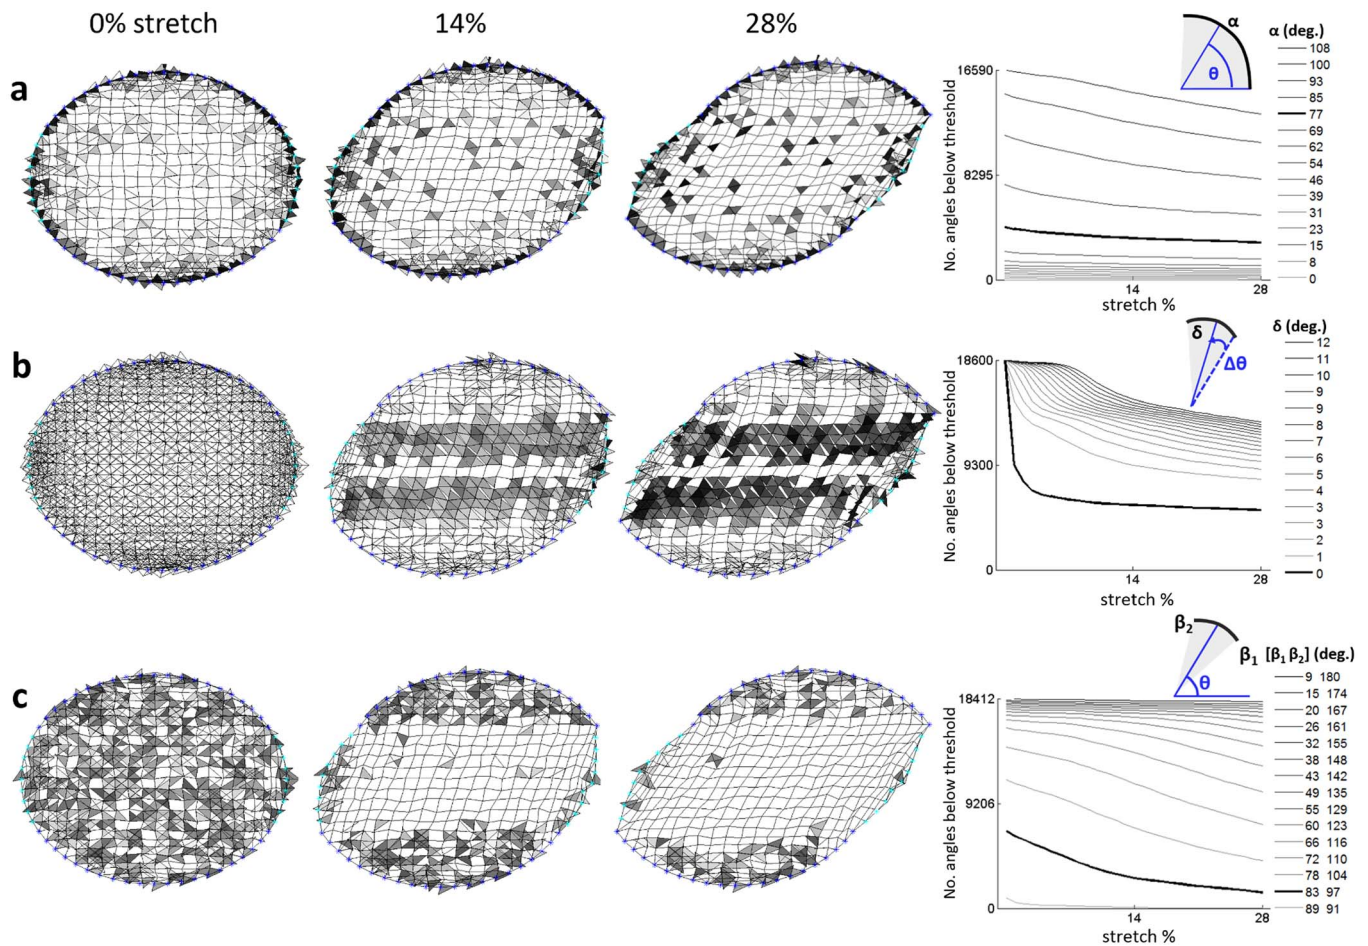 0% stretch 14% 28%
a
α
θ
α (deg.)
108
100
93
85
77
69
62
54
46
39
31
23
15
8
0
No. angles below threshold
16590
8295
0
14 28
stretch %
b
δ
Δθ
δ (deg.)
12
11
10
9
9
8
7
6
5
4
3
3
2
1
0
No. angles below threshold
18600
9300
0
14 28
stretch %
c
β2
β1
θ
[β1 β2] (deg.)
9 180
15 174
20 167
26 161
32 155
38 148
43 142
49 135
55 129
60 123
66 116
72 110
78 104
83 97
89 91
No. angles below threshold
18412
9206
0
14 28
stretch %